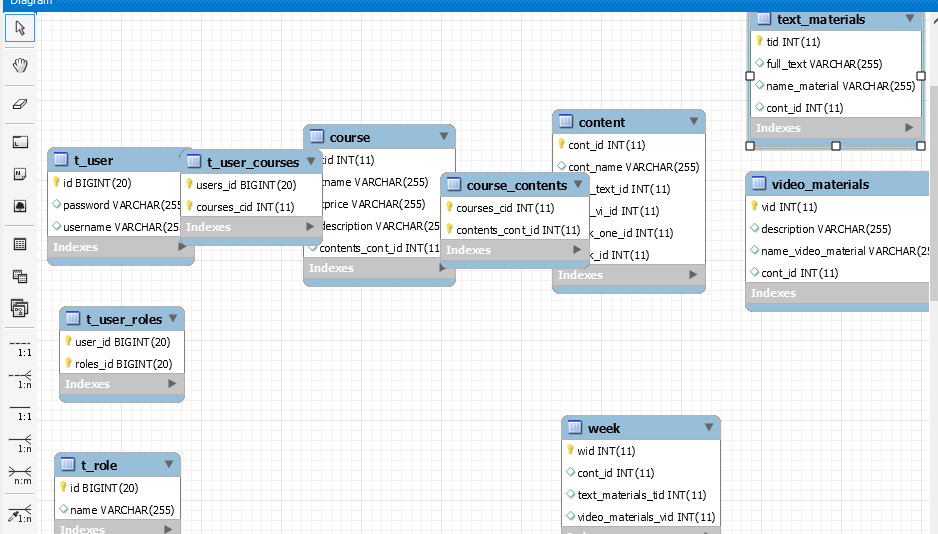 Diagram
text_materials
tid INT(11)
full_text VARCHAR(255)
name_material VARCHAR(255)
cont_id INT(11)
Indexes
course
id INT(11)
name VARCHAR(255)
price VARCHAR(255)
description VARCHAR(255)
contents_cont_id INT(11
Indexes
content
cont_id INT(11)
cont_name VARCHAR(255)
_text_id INT(11)
_vi_id INT(11)
k_one_id INT(11)
k_id INT(11)
Indexes
t_user
id BIGINT(20)
password VARCHAR(25
username VARCHAR(25
Indexes
t_user_courses
users_id BIGINT(20)
courses_cid INT(11)
Indexes
course_contents
courses_cid INT(11)
contents_cont_id INT(11)
Indexes
video_materials
vid INT(11)
description VARCHAR(255)
name_video_material VARCHAR(25
cont_id INT(11)
Indexes
t_user_roles
user_id BIGINT(20)
roles_id BIGINT(20)
Indexes
t_role
id BIGINT(20)
name VARCHAR(255)
Indexes
week
wid INT(11)
cont_id INT(11)
text_materials_tid INT(11)
video_materials_vid INT(11)
1:1
1:n
1:1
1:n
n:m
1:n